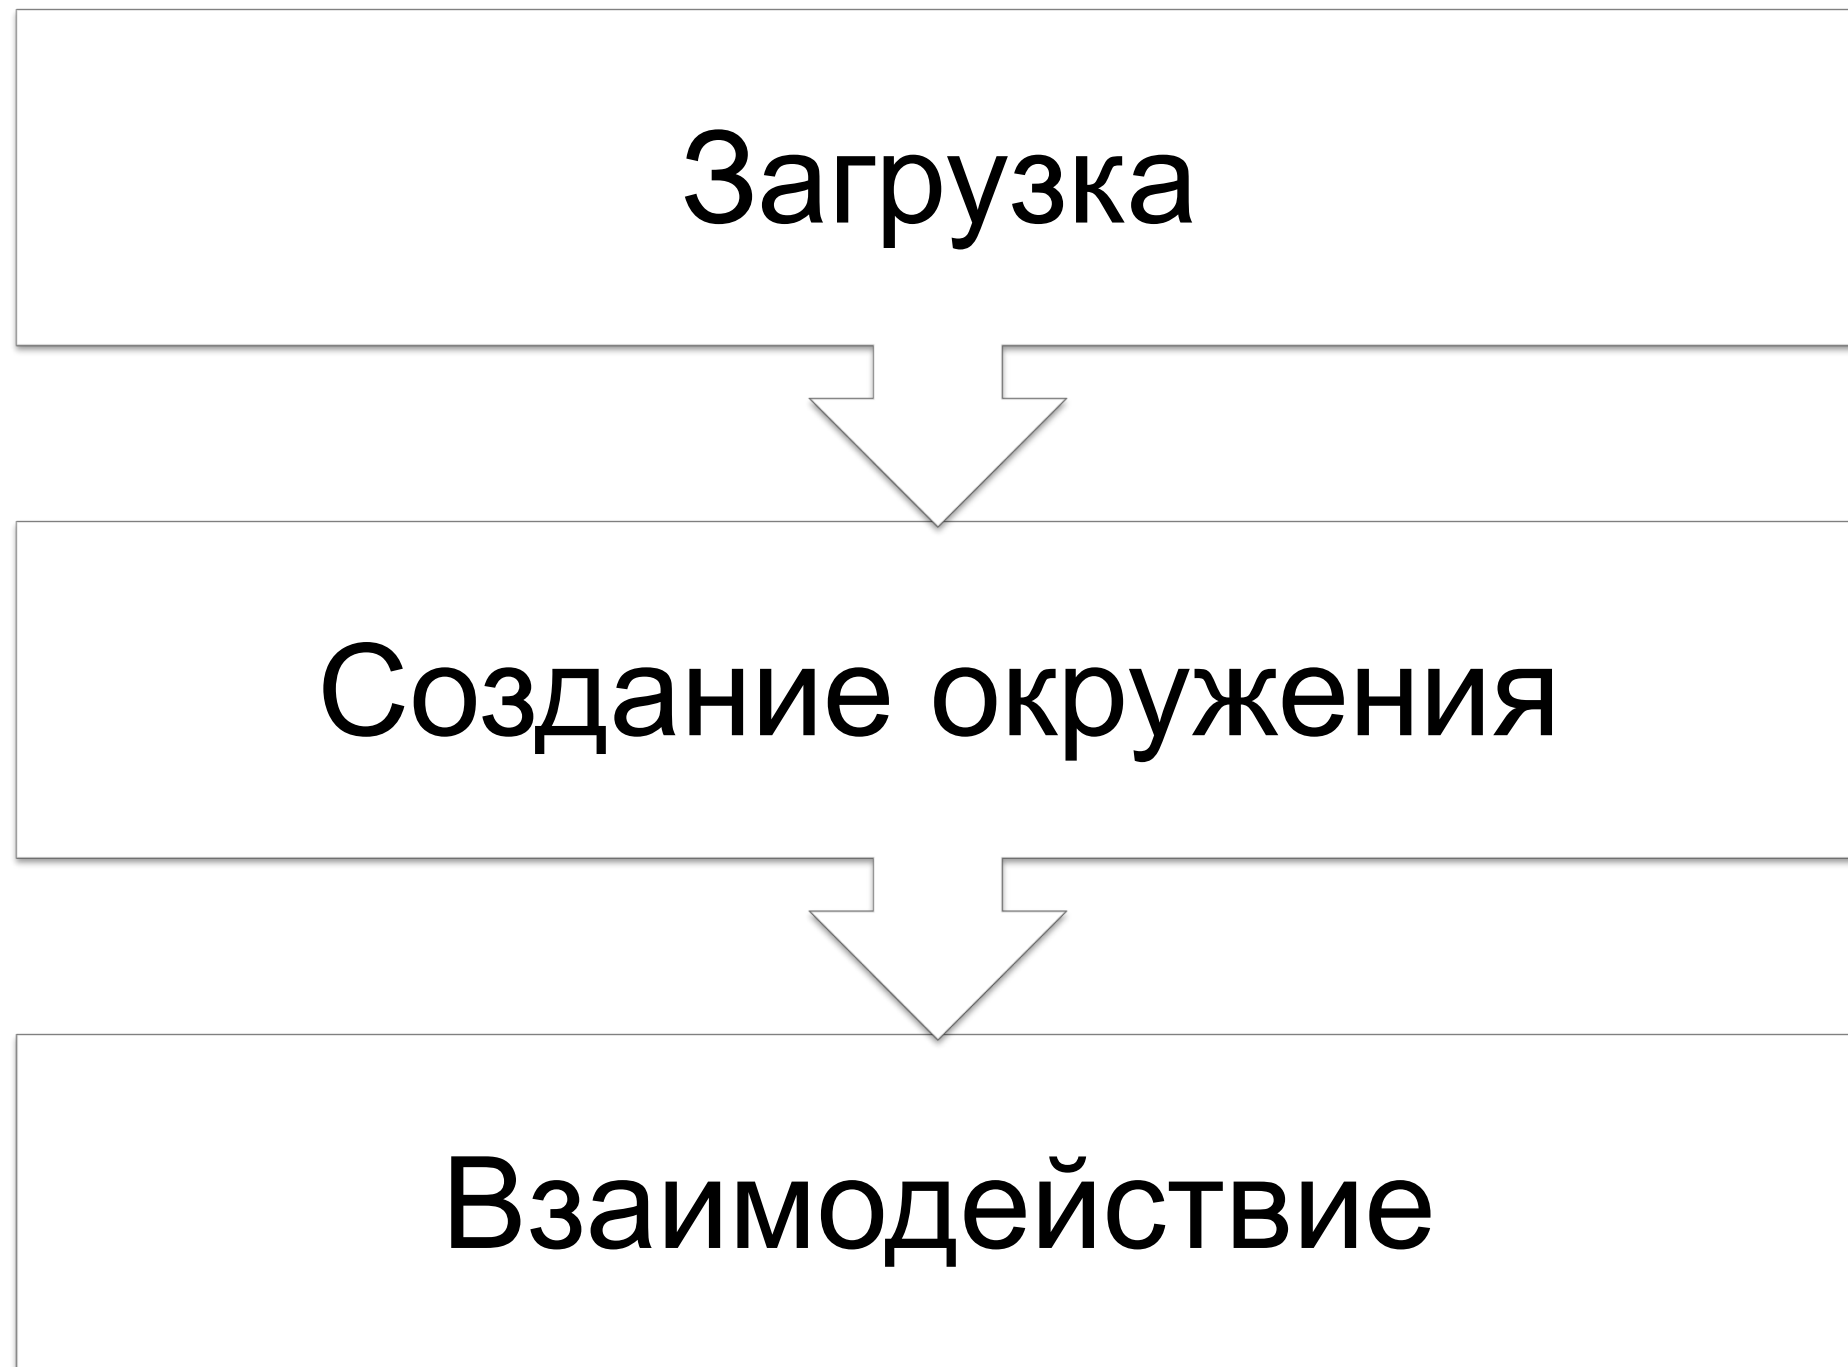 Загрузка
Создание окружения
Взаимодействие